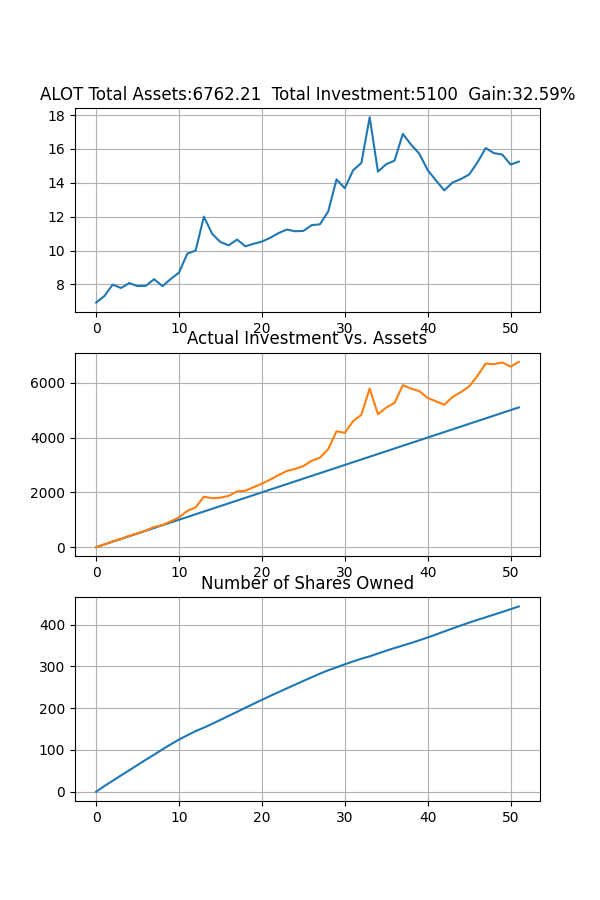 ALOT Total Assets:6762.21  Total Investment:5100  Gain:32.59%
18
16
14
12
10
8
0 10 20 30 40 50
Actual Investment vs. Assets
6000
4000
2000
0
0 10 20 30 40 50
Number of Shares Owned
400
300
200
100
0
0 10 20 30 40 50